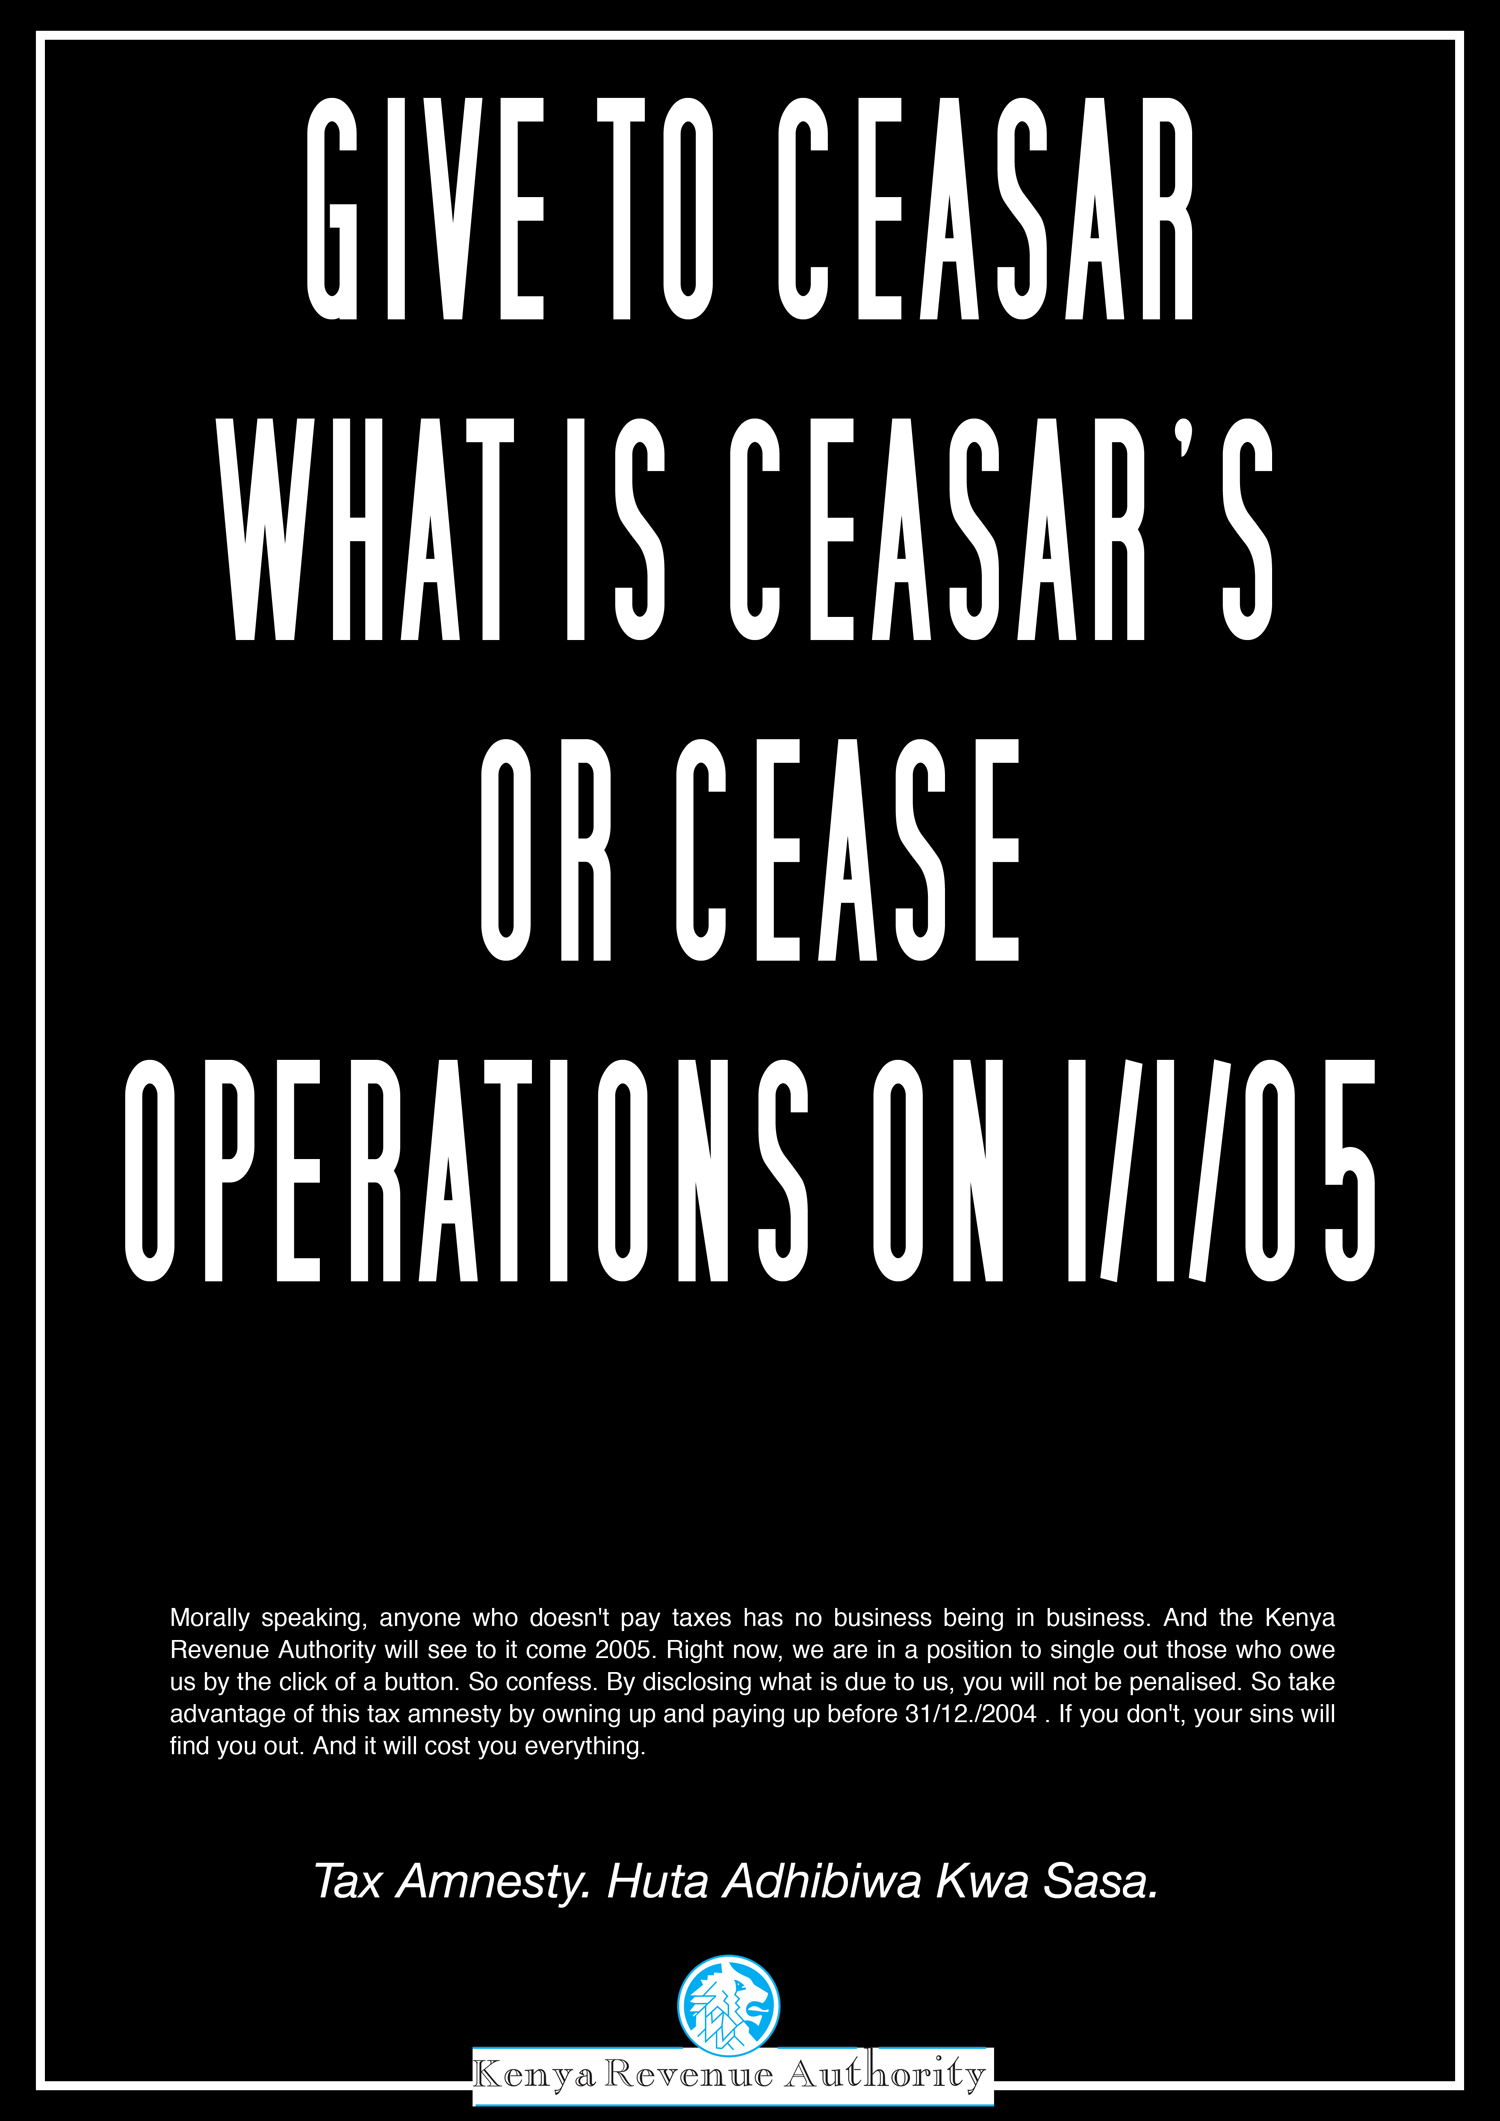 GIVE TO CEASAR
WHAT IS CEASAR'S
OR CEASE
OPERATIONS ON 1/1/05
Morally speaking, anyone who doesn't pay taxes has no business being in business. And the Kenya
Revenue Authority will see to it come 2005. Right now, we are in a position to single out those who owe
us by the click of a button. So confess. By disclosing what is due to us, you will not be penalised. So take
advantage of this tax amnesty by owning up and paying up before 31/12./2004 . If you don't, your sins will
find you out. And it will cost you everything.
Tax Amnesty. Huta Adhibiwa Kwa Sasa.
Kenya Revenue Authority